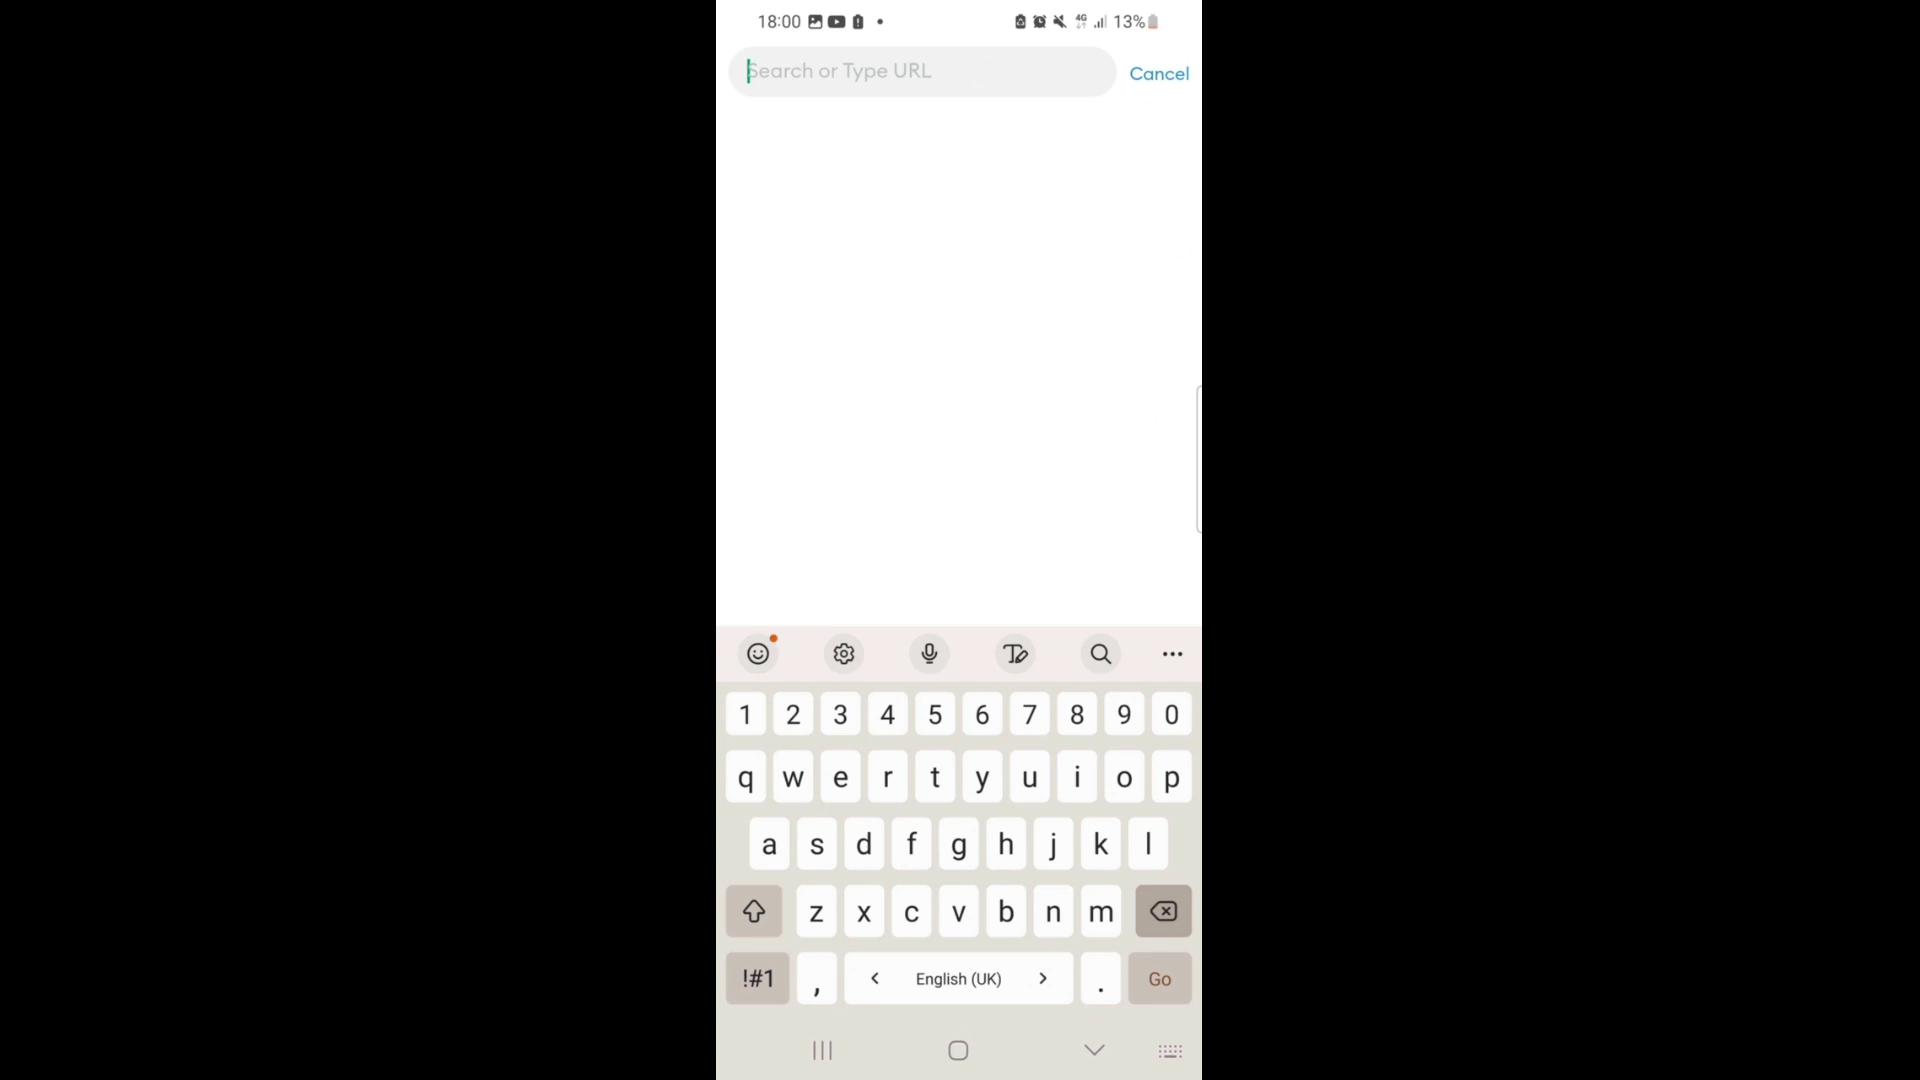 18:00 4G 13%
Search or Type URL Cancel
1 2 3 4 5 6 7 8 9 0
q w e r t y u i o p
a s d f g h j k l
z x c v b n m
!#1 , < English (UK) > . Go